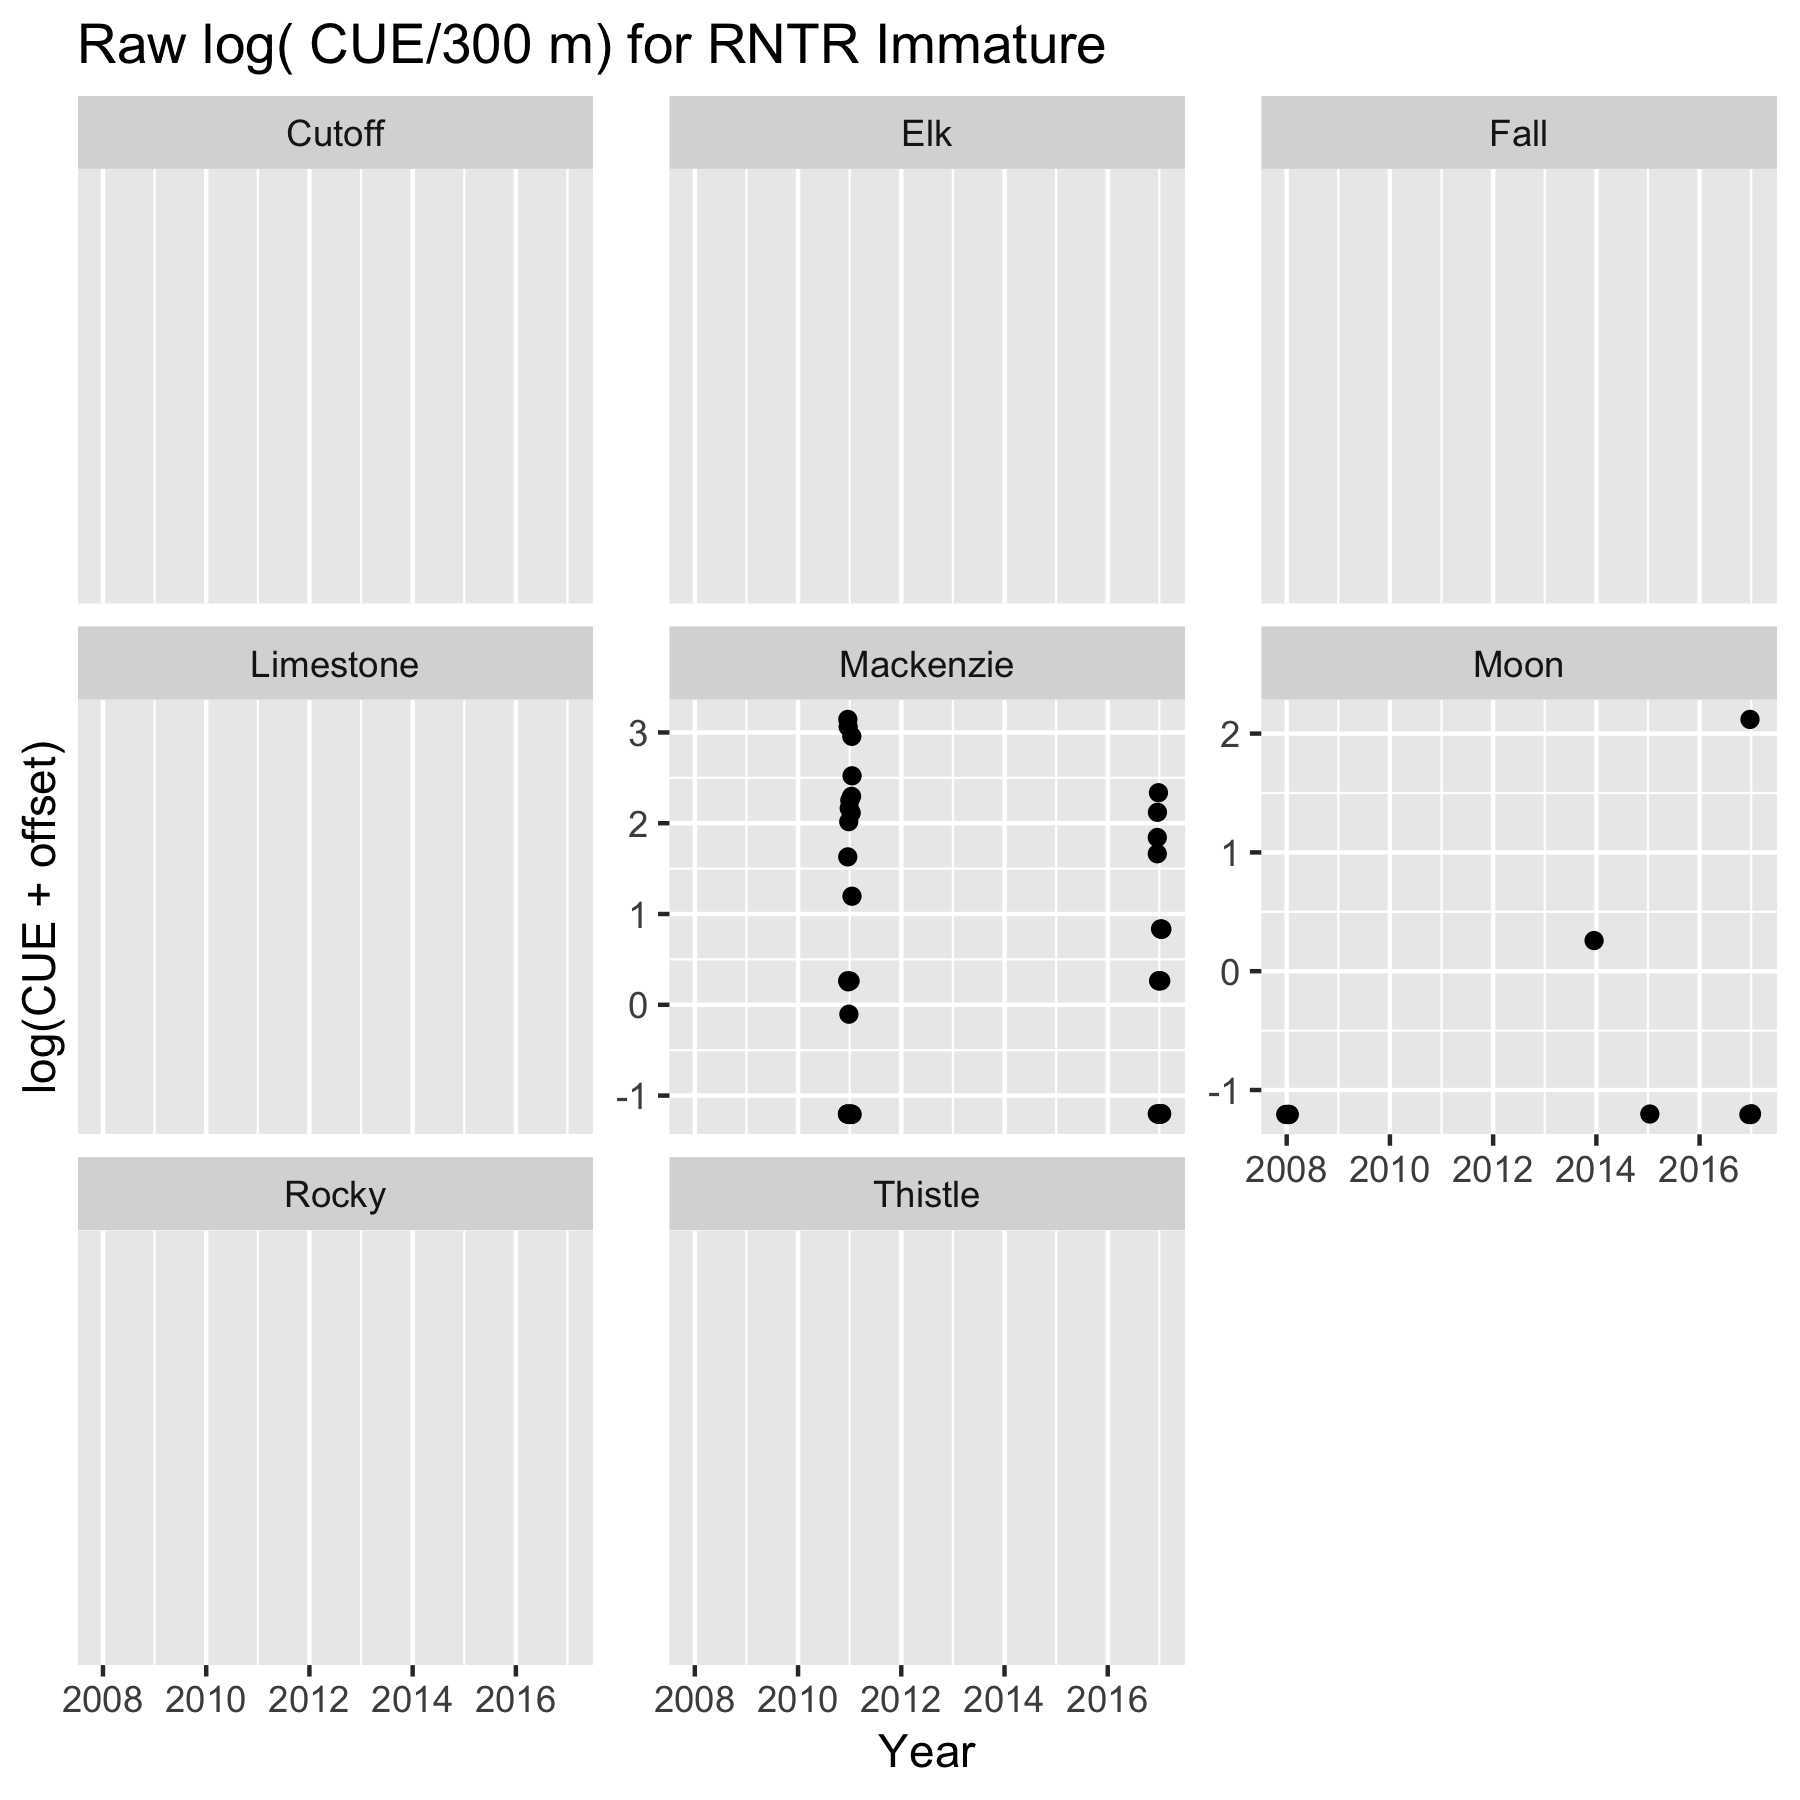 Raw log( CUE/300 m) for RNTR Immature
Cutoff
Elk
Fall
Limestone
Mackenzie
Moon
log(CUE + offset)
3
2
1
0
-1
2
1
0
-1
2008 2010 2012 2014 2016
Rocky
Thistle
2008 2010 2012 2014 2016
2008 2010 2012 2014 2016
Year